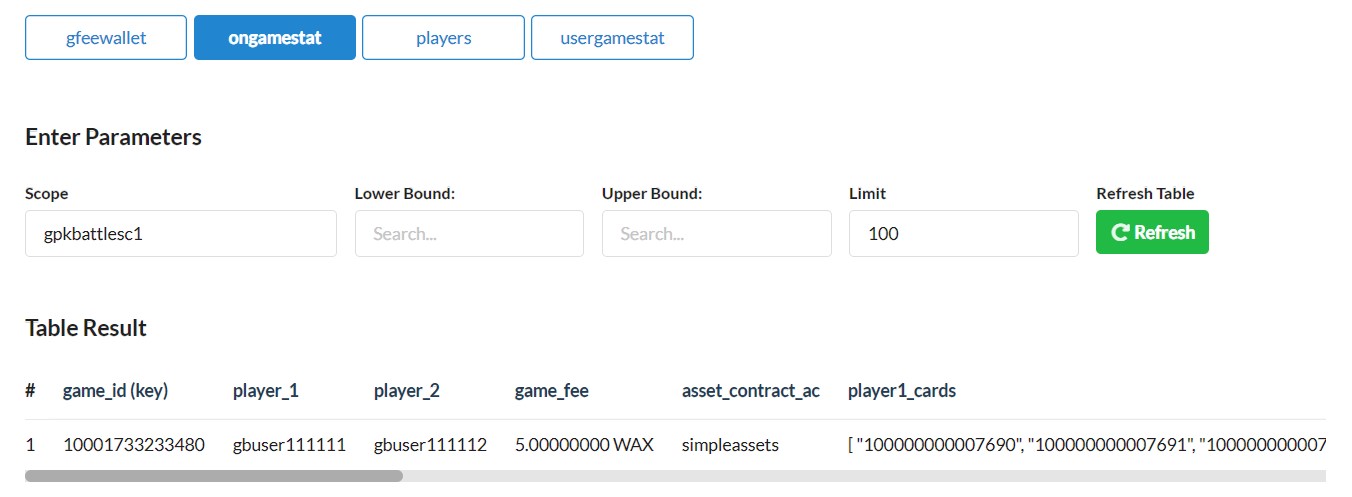 gfeewallet ongamestat players usergamestat
Enter Parameters
Scope Lower Bound: Upper Bound: Limit Refresh Table
gpkbattlesc1 Search... Search... 100 Refresh
Table Result
# game_id (key) player_1 player_2 game_fee asset_contract_ac player1_cards
1 10001733233480 gbuser111111 gbuser111112 5.00000000 WAX simpleassets [ "100000000007690", "100000000007691", "100000000007